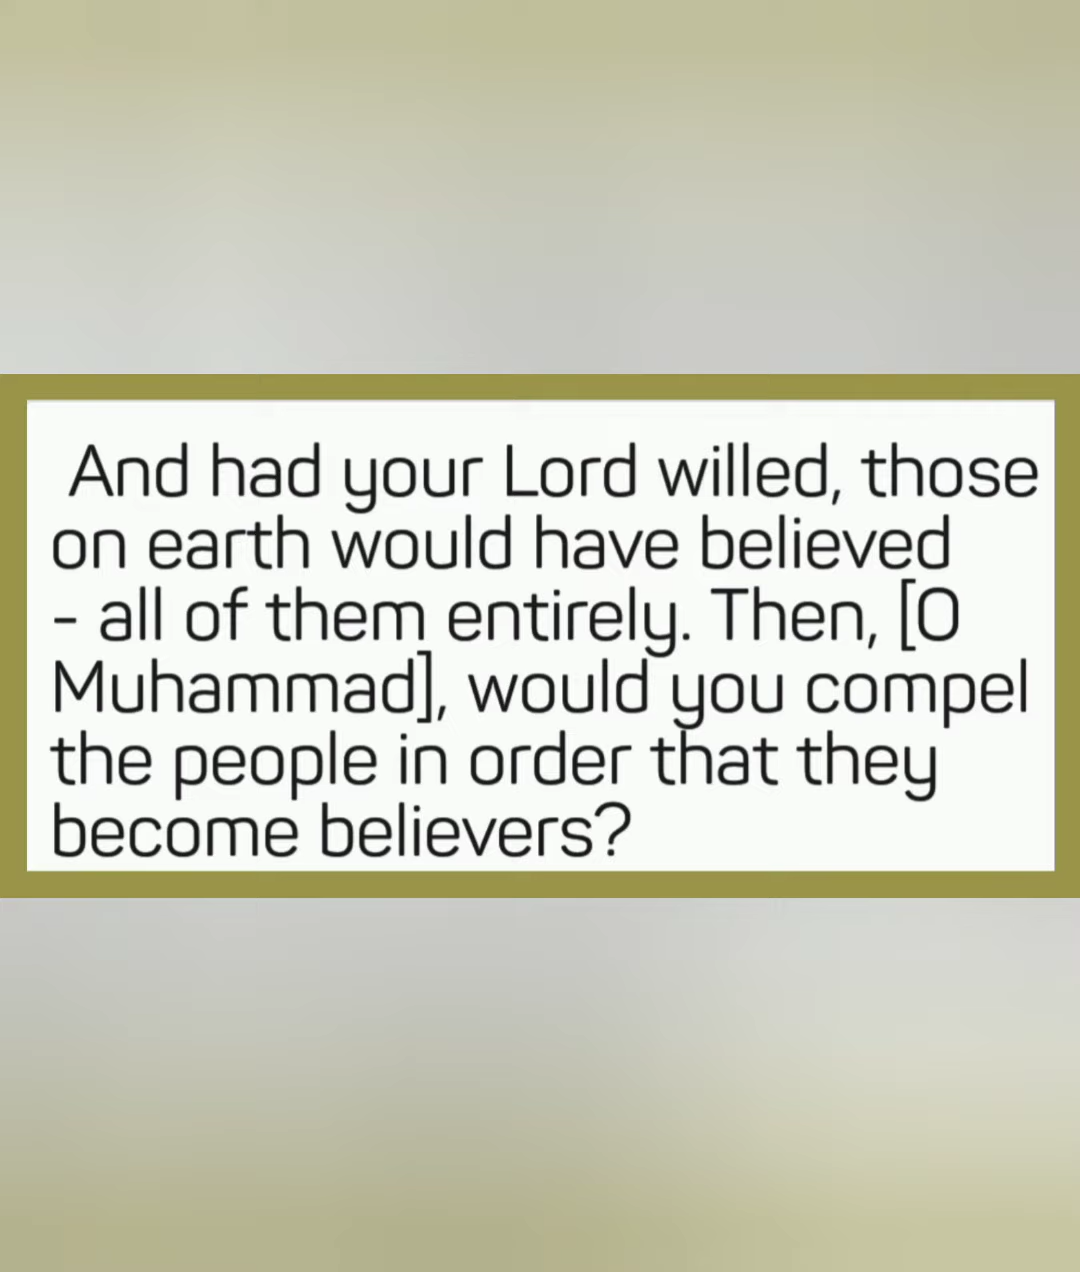 And had your Lord willed, those
on earth would have believed
- all of them entirely. Then, [O
Muhammad], would you compel
the people in order that they
become believers?